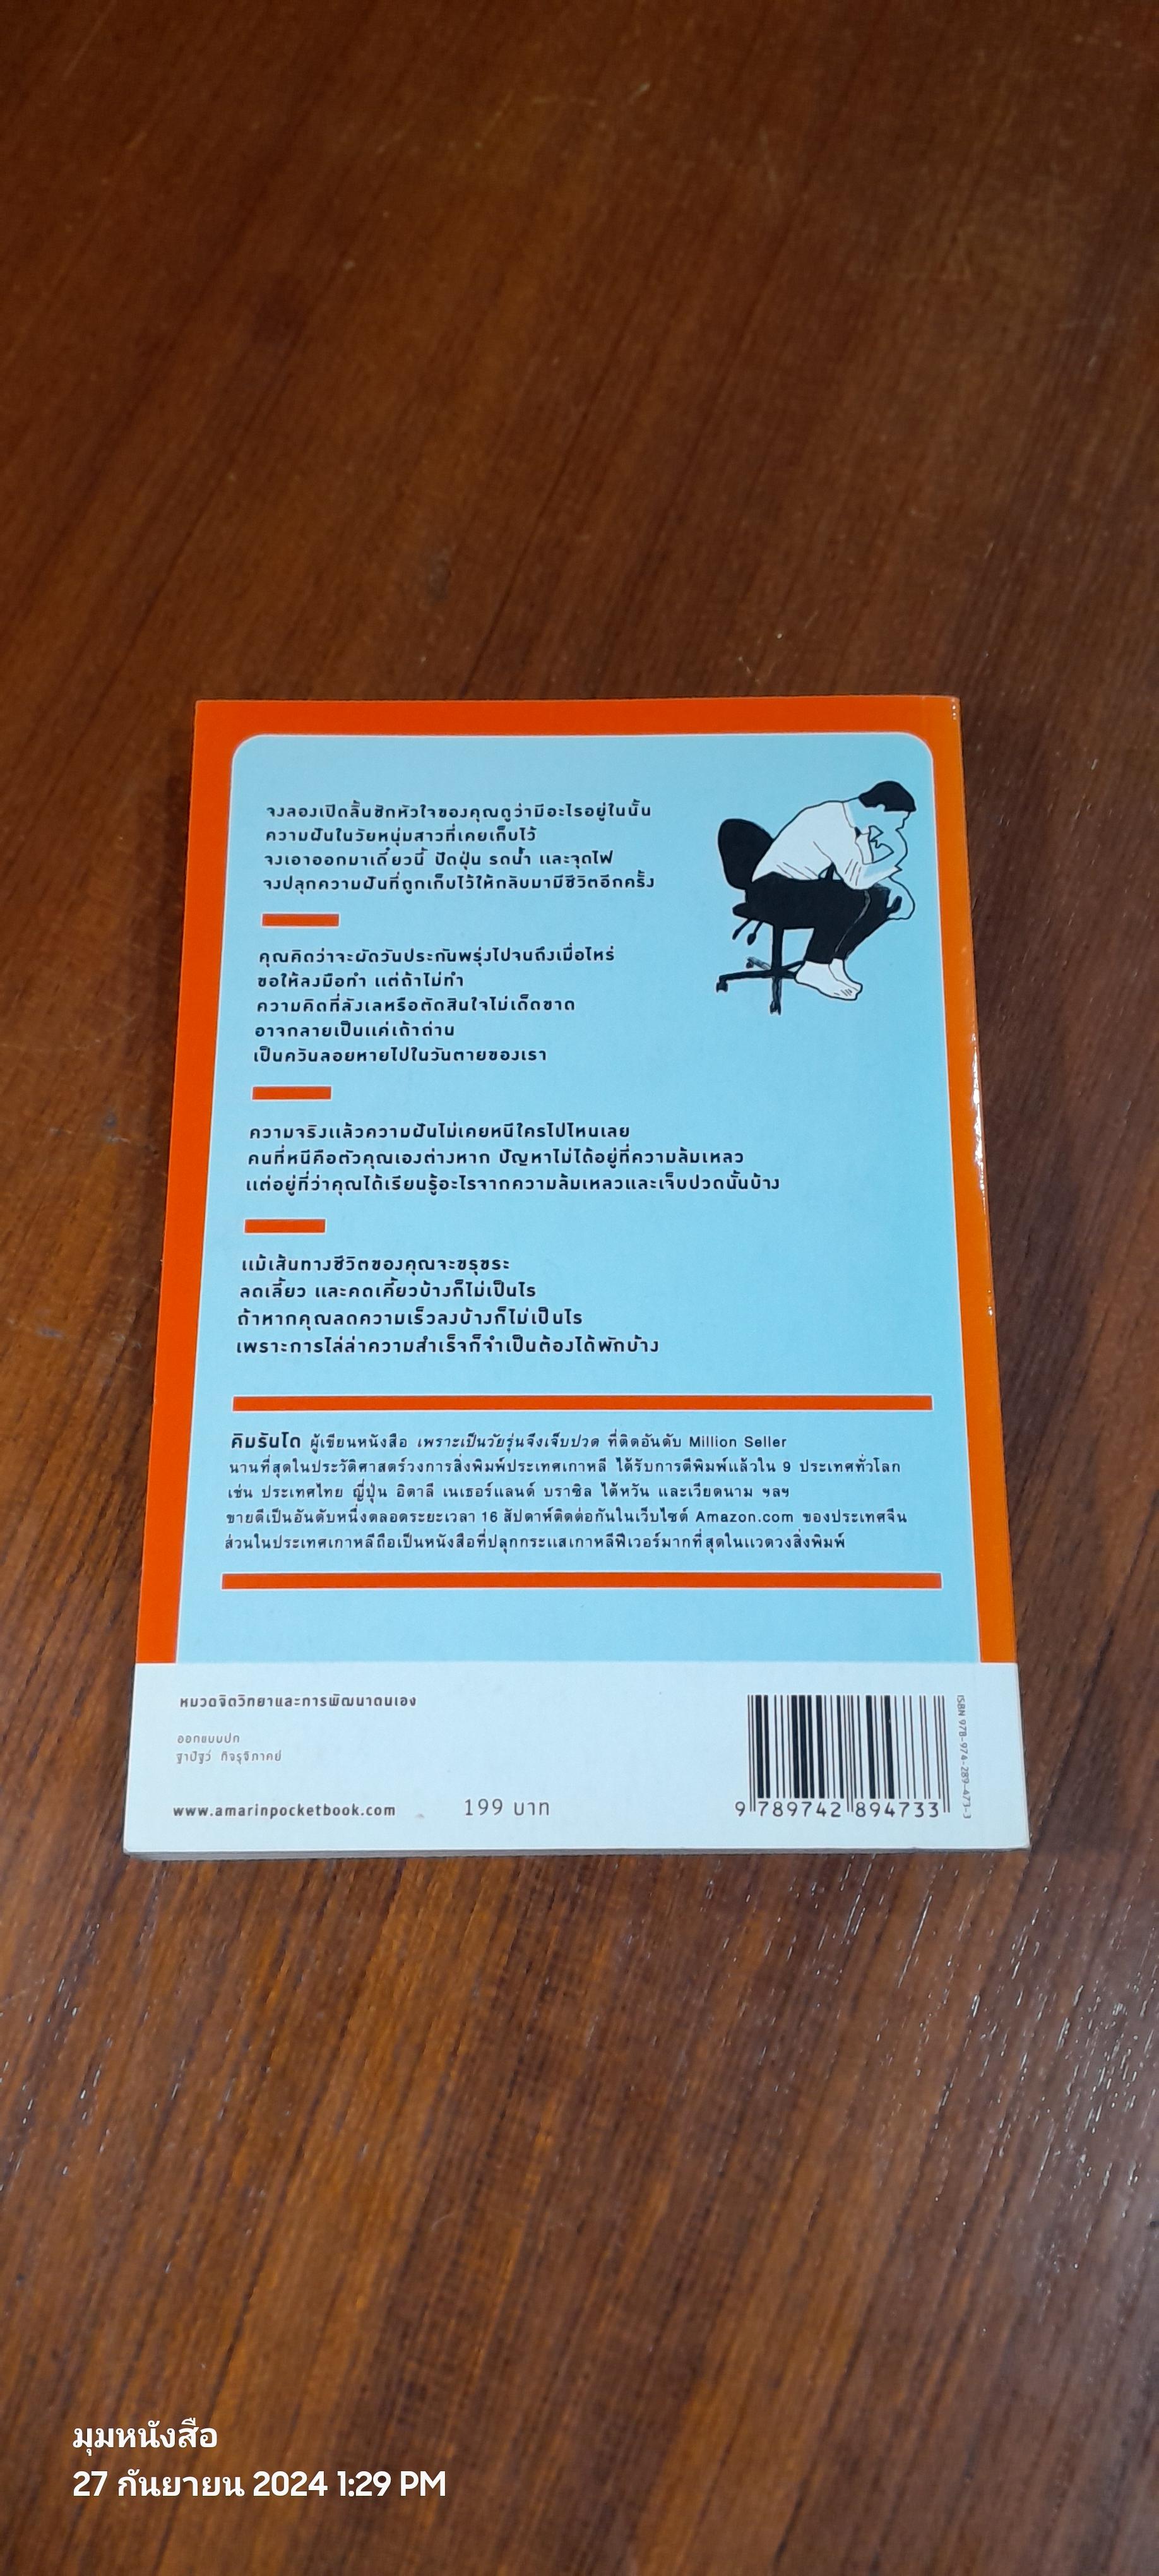 จงลองเปิดลิ้นชักหัวใจของคุณดูว่ามีอะไรอยู่ในนั้น
ความฝันในวัยหนุ่มสาวที่เคยเก็บไว้
จงเอาออกมาเดี๋ยวนี้ ปัดฝุ่น รดน้ำ และจุดไฟ
จงปลุกความฝันที่ถูกเก็บไว้ให้กลับมามีชีวิตอีกครั้ง
คุณคิดว่าจะผัดวันประกันพรุ่งไปจนถึงเมื่อไหร่
ขอให้ลงมือทำ แต่ถ้าไม่ทำ
ความคิดที่ลังเลหรือตัดสินใจไม่เด็ดขาด
อาจกลายเป็นแค่เถ้าถ่าน
เป็นควันลอยหายไปในวันตายของเรา
ความจริงแล้วความฝันไม่เคยหนีใครไปไหนเลย
คนที่หนีคือตัวคุณเองต่างหาก ปัญหาไม่ได้อยู่ที่ความล้มเหลว
แต่อยู่ที่ว่าคุณได้เรียนรู้อะไรจากความล้มเหลวและเจ็บปวดนั้นบ้าง
แม้เส้นทางชีวิตของคุณจะขรุขระ
ลดเลี้ยว และคดเคี้ยวบ้างก็ไม่เป็นไร
ถ้าหากคุณลดความเร็วลงบ้างก็ไม่เป็นไร
เพราะการไล่ล่าความสำเร็จก็จำเป็นต้องได้พักบ้าง
คิมรันโด ผู้เขียนหนังสือ เพราะเป็นวัยรุ่นจึงเจ็บปวด ที่ติดอันดับ Million Seller
นานที่สุดในประวัติศาสตร์วงการสิ่งพิมพ์ประเทศเกาหลี ได้รับการตีพิมพ์แล้วใน 9 ประเทศทั่วโลก
เช่น ประเทศไทย ญี่ปุ่น อิตาลี เนเธอร์แลนด์ บราซิล ไต้หวัน และเวียดนาม ฯลฯ
ขายดีเป็นอันดับหนึ่งตลอดระยะเวลา 16 สัปดาห์ติดต่อกันในเว็บไซต์ Amazon.com ของประเทศจีน
ส่วนในประเทศเกาหลีถือเป็นหนังสือที่ปลุกกระแสเกาหลีฟีเวอร์มากที่สุดในแวดวงสิ่งพิมพ์
หมวดจิตวิทยาและการพัฒนาตนเอง
ออกแบบปก
ฐาปัฐว์ กิจรุจิภาคย์
www.amarinpocketbook.com 199 บาท
9 789742 894733
ISBN 978-974-289-473-3
มุมหนังสือ
27 กันยายน 2024 1:29 PM